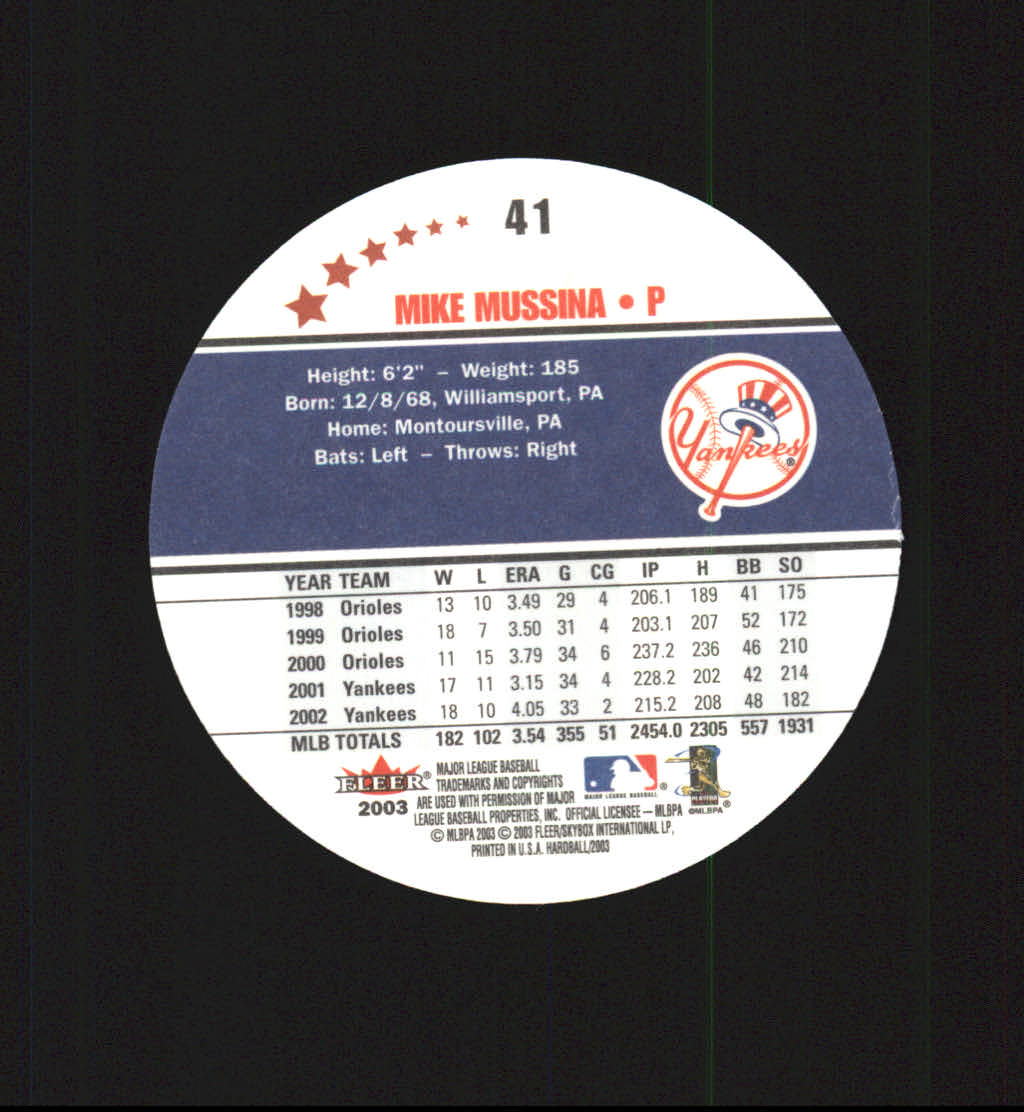 41
MIKE MUSSINA • P
Height: 6'2" – Weight: 185
Born: 12/8/68, Williamsport, PA
Home: Montoursville, PA
Bats: Left – Throws: Right
Yankees®
YEAR TEAM W L ERA G CG IP H BB SO
1998 Orioles 13 10 3.49 29 4 206.1 189 41 175
1999 Orioles 18 7 3.50 31 4 203.1 207 52 172
2000 Orioles 11 15 3.79 34 6 237.2 236 46 210
2001 Yankees 17 11 3.15 34 4 228.2 202 42 214
2002 Yankees 18 10 4.05 33 2 215.2 208 48 182
MLB TOTALS 182 102 3.54 355 51 2454.0 2305 557 1931
FLEER®
2003
MAJOR LEAGUE BASEBALL
TRADEMARKS AND COPYRIGHTS
ARE USED WITH PERMISSION OF MAJOR
LEAGUE BASEBALL PROPERTIES, INC. OFFICIAL LICENSEE – MLBPA
© MLBPA 2003 © 2003 FLEER/SKYBOX INTERNATIONAL LP,
PRINTED IN U.S.A. HARDBALL/2003
MAJOR LEAGUE BASEBALL®
PLAYERS
©MLBPA®